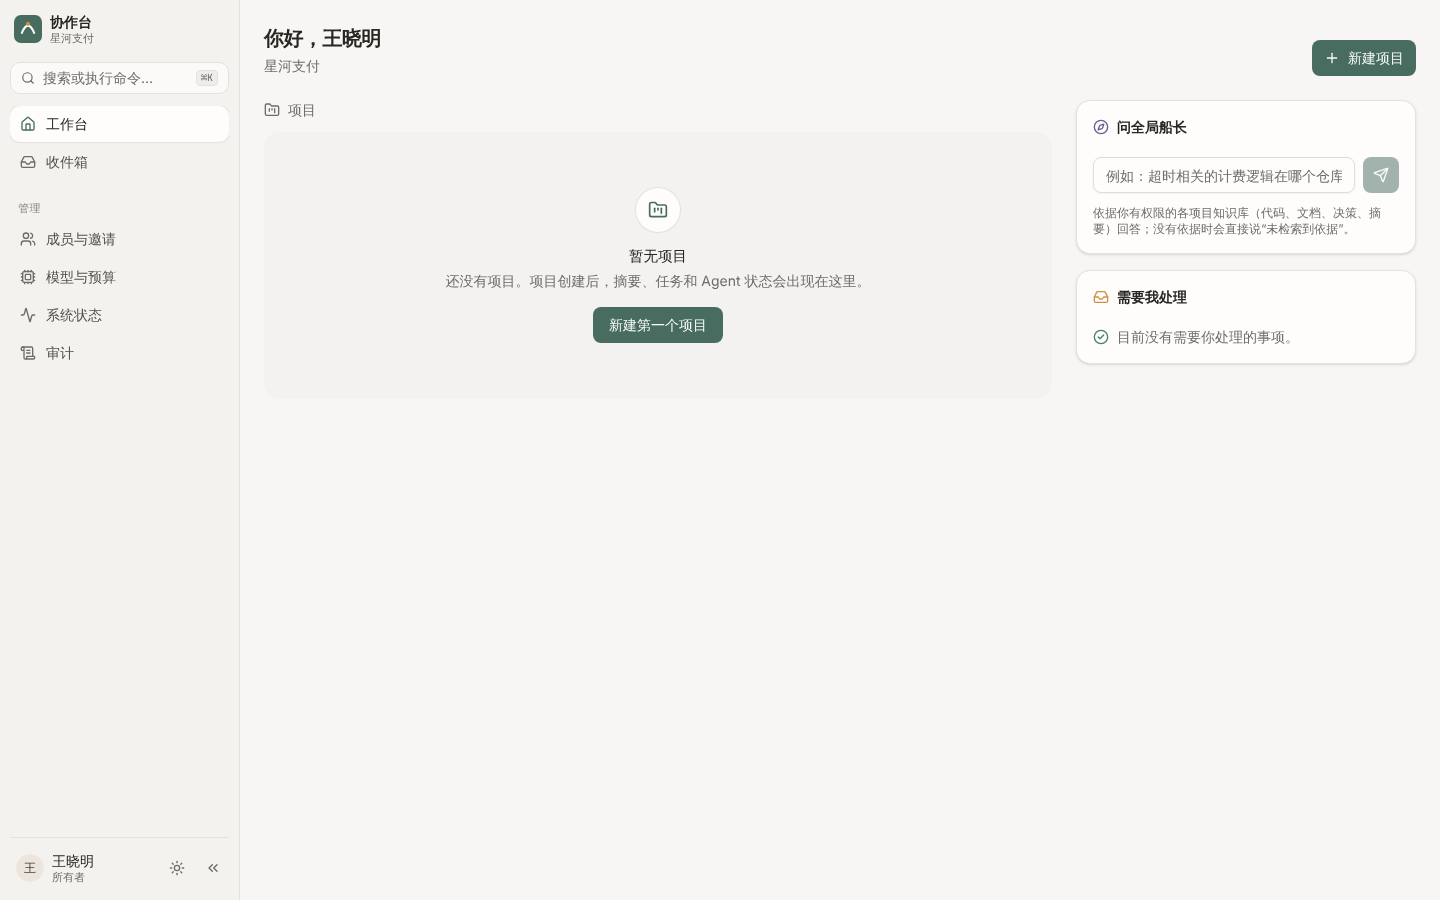 协作台
星河支付
搜索或执行命令...
⌘K
工作台
收件箱
管理
成员与邀请
模型与预算
系统状态
审计
王
王晓明
所有者
你好，王晓明
星河支付
新建项目
项目
暂无项目
还没有项目。项目创建后，摘要、任务和 Agent 状态会出现在这里。
新建第一个项目
问全局船长
例如：超时相关的计费逻辑在哪个仓库
依据你有权限的各项目知识库（代码、文档、决策、摘
要）回答；没有依据时会直接说“未检索到依据”。
需要我处理
目前没有需要你处理的事项。